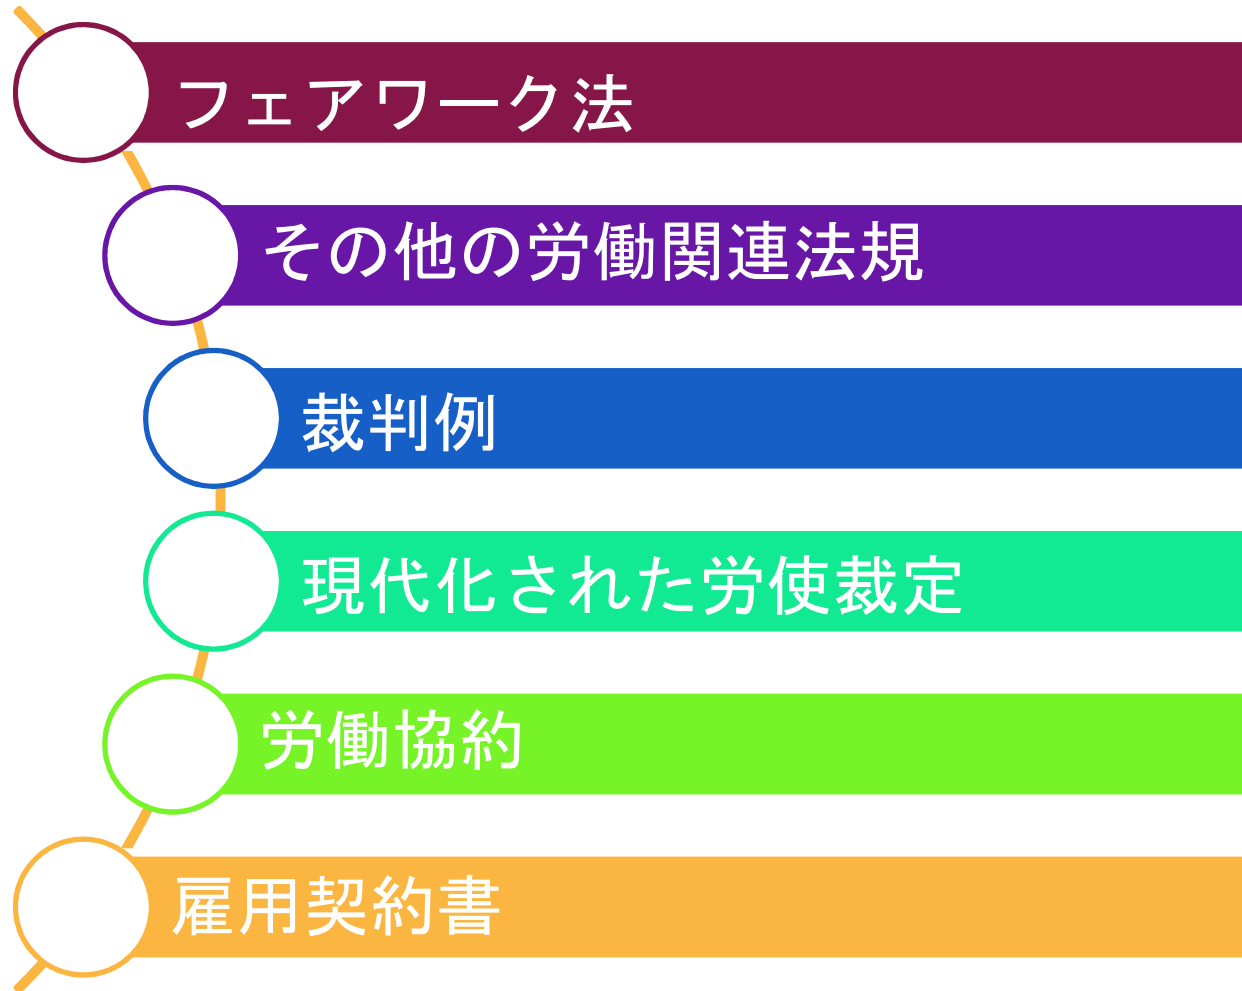 フェアワーク法
その他の労働関連法規
裁判例
現代化された労使裁定
労働協約
雇用契約書